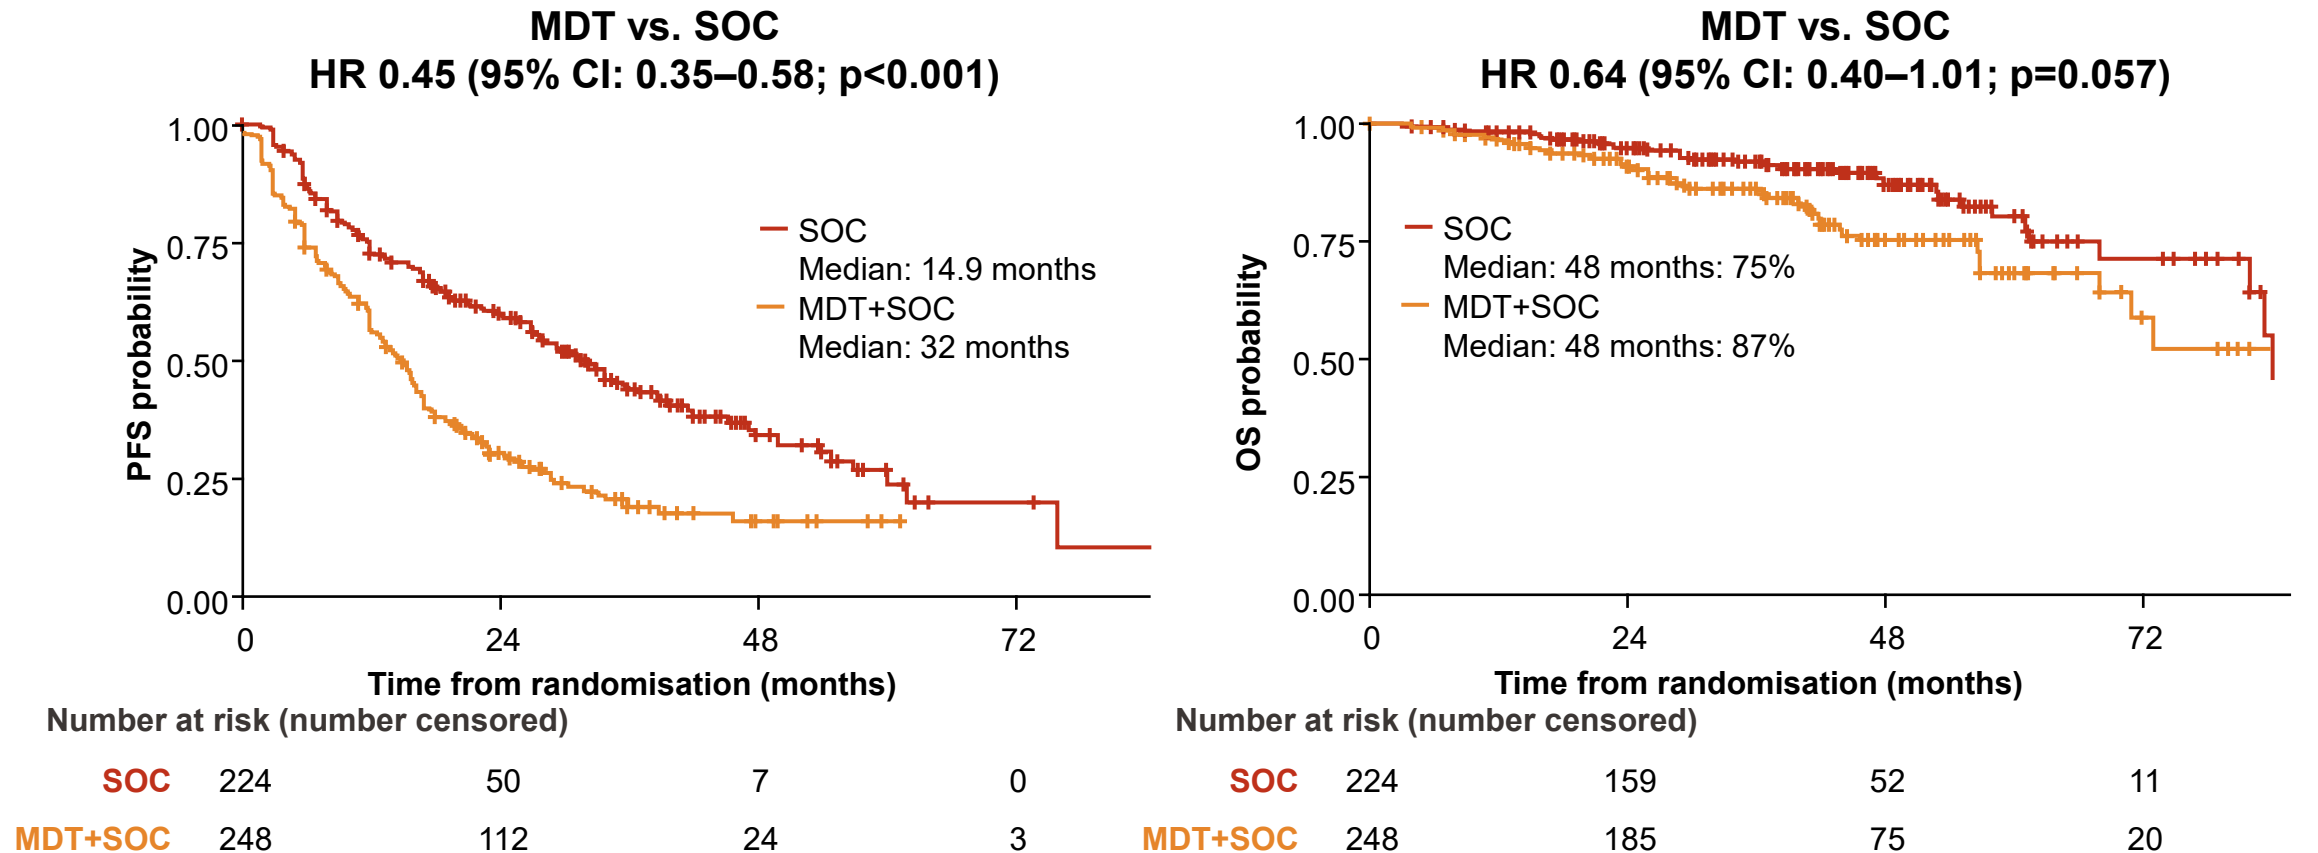 MDT vs. SOC
HR 0.45 (95% CI: 0.35–0.58; p<0.001)
1.00
0.75
0.50
0.25
0.00
PFS probability
SOC
Median: 14.9 months
MDT+SOC
Median: 32 months
0 24 48 72
Time from randomisation (months)
Number at risk (number censored)
SOC 224 50 7 0
MDT+SOC 248 112 24 3
MDT vs. SOC
HR 0.64 (95% CI: 0.40–1.01; p=0.057)
1.00
0.75
0.50
0.25
0.00
OS probability
SOC
Median: 48 months: 75%
MDT+SOC
Median: 48 months: 87%
0 24 48 72
Time from randomisation (months)
Number at risk (number censored)
SOC 224 159 52 11
MDT+SOC 248 185 75 20